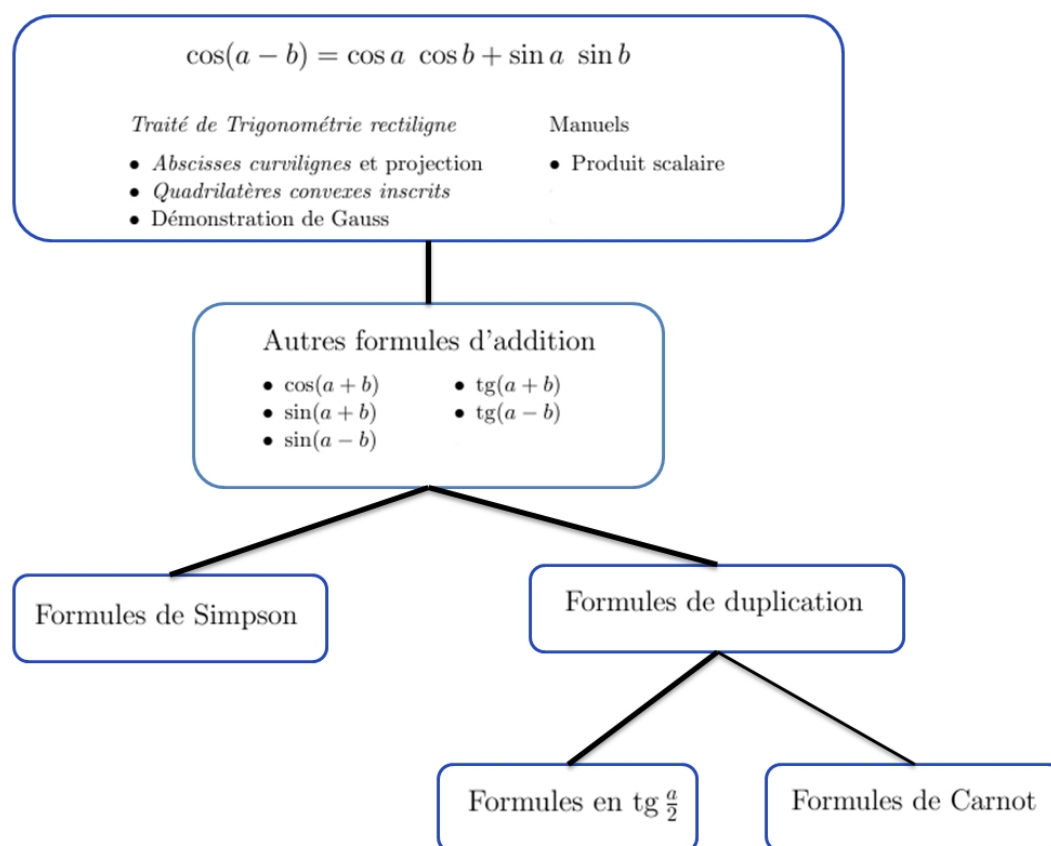 cos(a − b) = cos a cos b + sin a sin b
Traité de Trigonométrie rectiligne
• Abscisses curvilignes et projection
• Quadrilatères convexes inscrits
• Démonstration de Gauss
Manuels
• Produit scalaire
Autres formules d'addition
• cos(a + b)
• sin(a + b)
• sin(a − b)
• tg(a + b)
• tg(a − b)
Formules de Simpson
Formules de duplication
Formules en tg a/2
Formules de Carnot